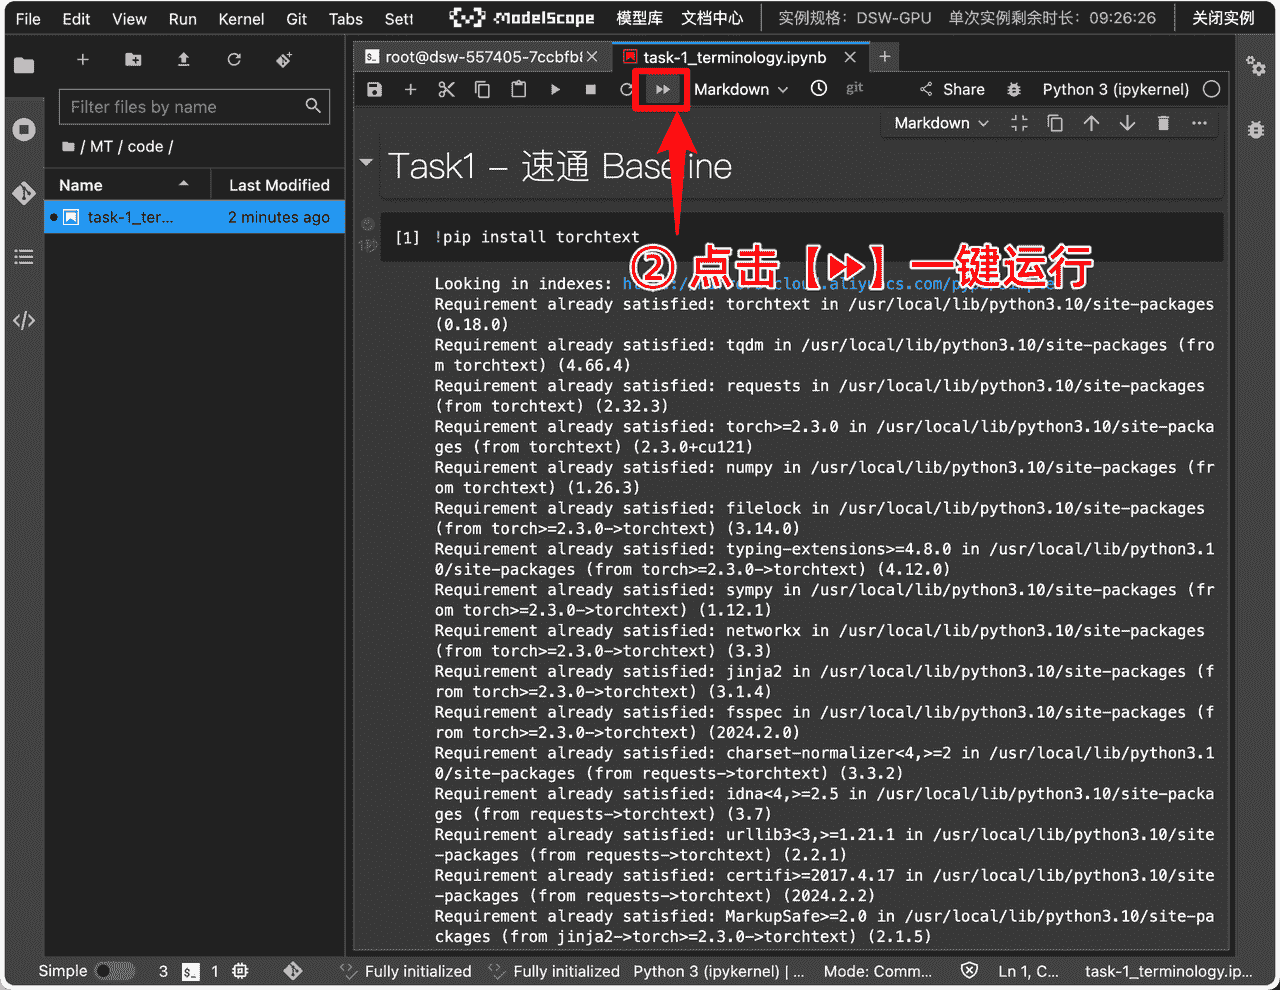 File Edit View Run Kernel Git Tabs Sett ModelScope 模型库 文档中心 实例规格: DSW-GPU 单次实例剩余时长: 09:26:26 关闭实例
root@dsw-557405-7ccbfb8 task-1_terminology.ipynb
Markdown git Share Python 3 (ipykernel)
Filter files by name
Markdown
/ MT / code /
Task1 – 速通 Baseline
Name Last Modified
task-1_ter... 2 minutes ago
[1] !pip install torchtext
② 点击【】一键运行
Looking in indexes:
Requirement already satisfied: torchtext in /usr/local/lib/python3.10/site-packages
(0.18.0)
Requirement already satisfied: tqdm in /usr/local/lib/python3.10/site-packages (fro
m torchtext) (4.66.4)
Requirement already satisfied: requests in /usr/local/lib/python3.10/site-packages
(from torchtext) (2.32.3)
Requirement already satisfied: torch>=2.3.0 in /usr/local/lib/python3.10/site-packa
ges (from torchtext) (2.3.0+cu121)
Requirement already satisfied: numpy in /usr/local/lib/python3.10/site-packages (fr
om torchtext) (1.26.3)
Requirement already satisfied: filelock in /usr/local/lib/python3.10/site-packages
(from torch>=2.3.0->torchtext) (3.14.0)
Requirement already satisfied: typing-extensions>=4.8.0 in /usr/local/lib/python3.1
0/site-packages (from torch>=2.3.0->torchtext) (4.12.0)
Requirement already satisfied: sympy in /usr/local/lib/python3.10/site-packages (fr
om torch>=2.3.0->torchtext) (1.12.1)
Requirement already satisfied: networkx in /usr/local/lib/python3.10/site-packages
(from torch>=2.3.0->torchtext) (3.3)
Requirement already satisfied: jinja2 in /usr/local/lib/python3.10/site-packages (f
rom torch>=2.3.0->torchtext) (3.1.4)
Requirement already satisfied: fsspec in /usr/local/lib/python3.10/site-packages (f
rom torch>=2.3.0->torchtext) (2024.2.0)
Requirement already satisfied: charset-normalizer<4,>=2 in /usr/local/lib/python3.1
0/site-packages (from requests->torchtext) (3.3.2)
Requirement already satisfied: idna<4,>=2.5 in /usr/local/lib/python3.10/site-packa
ges (from requests->torchtext) (3.7)
Requirement already satisfied: urllib3<3,>=1.21.1 in /usr/local/lib/python3.10/site
-packages (from requests->torchtext) (2.2.1)
Requirement already satisfied: certifi>=2017.4.17 in /usr/local/lib/python3.10/site
-packages (from requests->torchtext) (2024.2.2)
Requirement already satisfied: MarkupSafe>=2.0 in /usr/local/lib/python3.10/site-pa
ckages (from jinja2->torch>=2.3.0->torchtext) (2.1.5)
Simple 3 1 Fully initialized Fully initialized Python 3 (ipykernel) | ... Mode: Comm... Ln 1, C... task-1_terminology.ip...